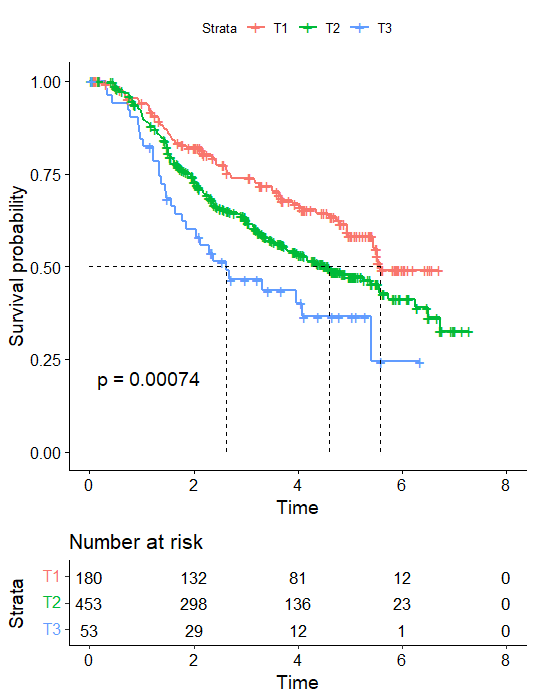 Strata T1 T2 T3
1.00
0.75
0.50
0.25
0.00
Survival probability
p = 0.00074
0 2 4 6 8
Time
Number at risk
Strata
T1 180 132 81 12 0
T2 453 298 136 23 0
T3 53 29 12 1 0
0 2 4 6 8
Time